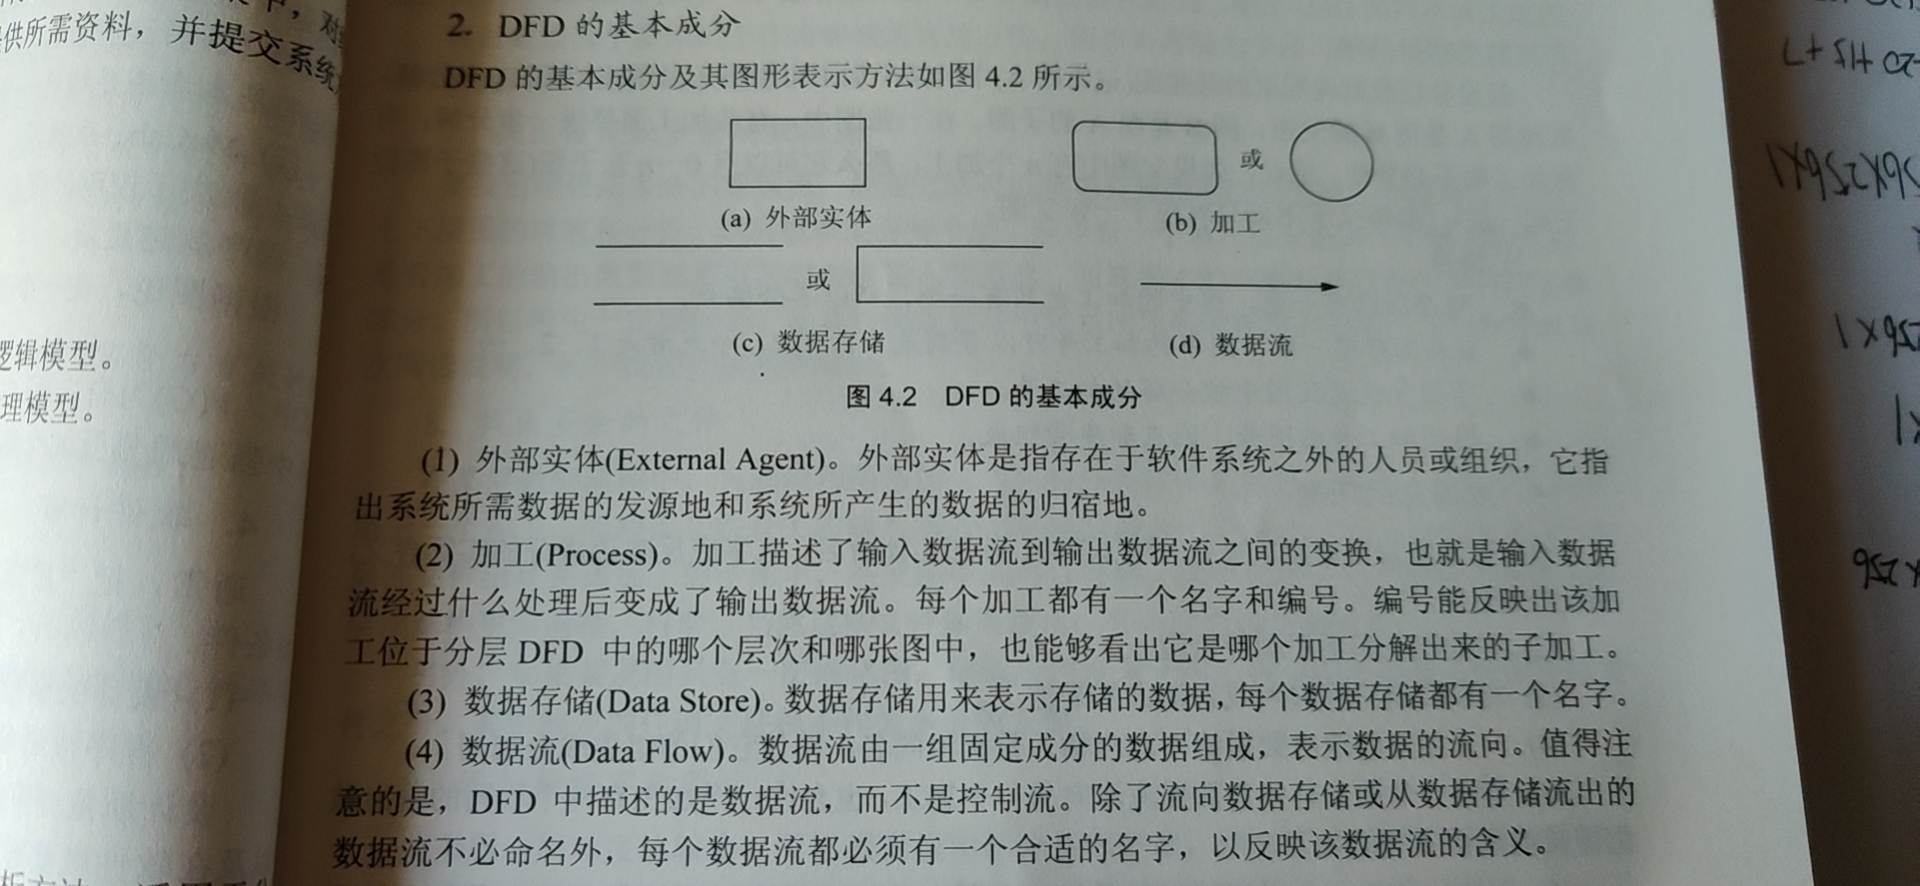 供所需资料，并提交系统
逻辑模型。
理模型。
2. DFD 的基本成分
DFD 的基本成分及其图形表示方法如图 4.2 所示。
或
(a) 外部实体
(b) 加工
或
(c) 数据存储
(d) 数据流
图 4.2 DFD 的基本成分
(1) 外部实体(External Agent)。外部实体是指存在于软件系统之外的人员或组织，它指
出系统所需数据的发源地和系统所产生的数据的归宿地。
(2) 加工(Process)。加工描述了输入数据流到输出数据流之间的变换，也就是输入数据
流经过什么处理后变成了输出数据流。每个加工都有一个名字和编号。编号能反映出该加
工位于分层 DFD 中的哪个层次和哪张图中，也能够看出它是哪个加工分解出来的子加工。
(3) 数据存储(Data Store)。数据存储用来表示存储的数据，每个数据存储都有一个名字。
(4) 数据流(Data Flow)。数据流由一组固定成分的数据组成，表示数据的流向。值得注
意的是，DFD 中描述的是数据流，而不是控制流。除了流向数据存储或从数据存储流出的
数据流不必命名外，每个数据流都必须有一个合适的名字，以反映该数据流的含义。